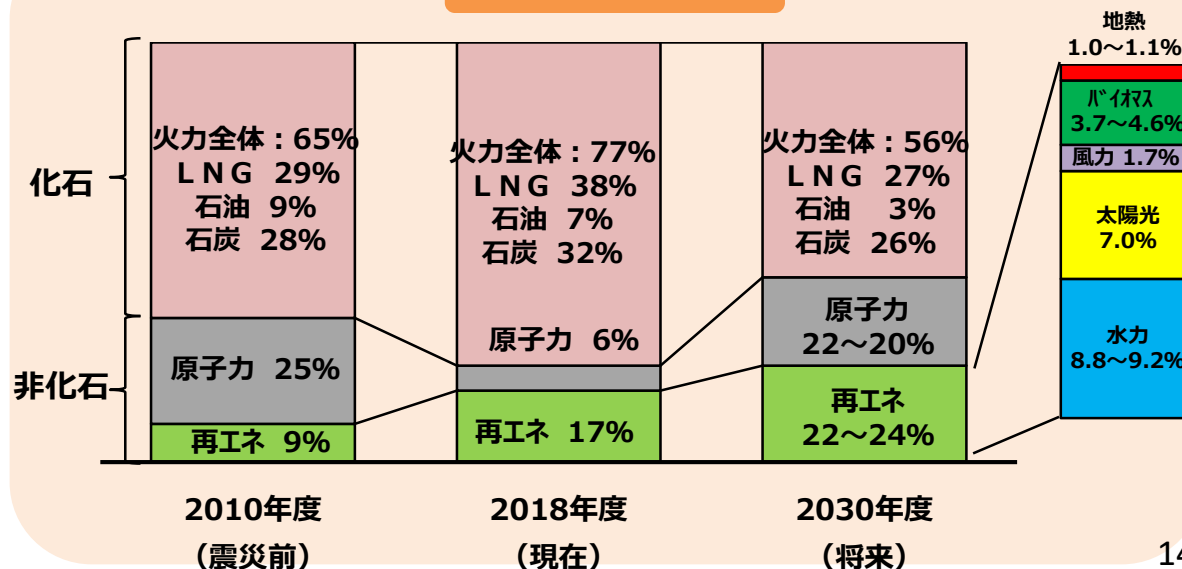 化石
非化石
火力全体：65%
ＬＮＧ 29%
石油 9%
石炭 28%
原子力 25%
再エネ 9%
2010年度
（震災前）
火力全体：77%
ＬＮＧ 38%
石油 7%
石炭 32%
原子力 6%
再エネ 17%
2018年度
（現在）
火力全体：56%
ＬＮＧ 27%
石油 3%
石炭 26%
原子力
22～20%
再エネ
22～24%
2030年度
（将来）
地熱
1.0～1.1%
ﾊﾞｲｵﾏｽ
3.7～4.6%
風力 1.7%
太陽光
7.0%
水力
8.8～9.2%